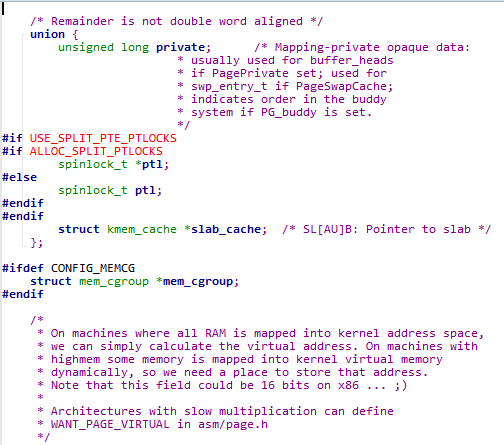 /* Remainder is not double word aligned */
union {
unsigned long private; /* Mapping-private opaque data:
* usually used for buffer_heads
* if PagePrivate set; used for
* swp_entry_t if PageSwapCache;
* indicates order in the buddy
* system if PG_buddy is set.
*/
#if USE_SPLIT_PTE_PTLOCKS
#if ALLOC_SPLIT_PTLOCKS
spinlock_t *ptl;
#else
spinlock_t ptl;
#endif
#endif
struct kmem_cache *slab_cache; /* SL[AU]B: Pointer to slab */
};
#ifdef CONFIG_MEMCG
struct mem_cgroup *mem_cgroup;
#endif
/*
* On machines where all RAM is mapped into kernel address space,
* we can simply calculate the virtual address. On machines with
* highmem some memory is mapped into kernel virtual memory
* dynamically, so we need a place to store that address.
* Note that this field could be 16 bits on x86 ... ;)
*
* Architectures with slow multiplication can define
* WANT_PAGE_VIRTUAL in asm/page.h
*/